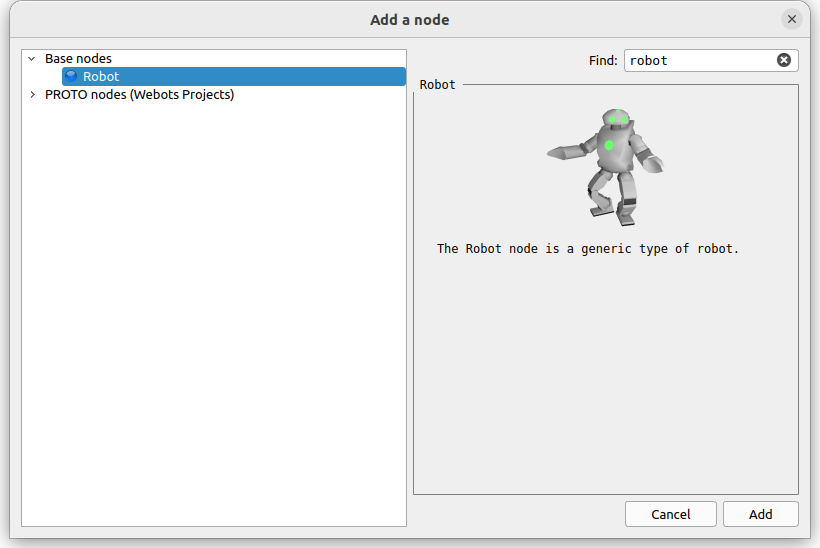 Add a node
Base nodes
Robot
PROTO nodes (Webots Projects)
Find: robot
Robot
The Robot node is a generic type of robot.
Cancel
Add